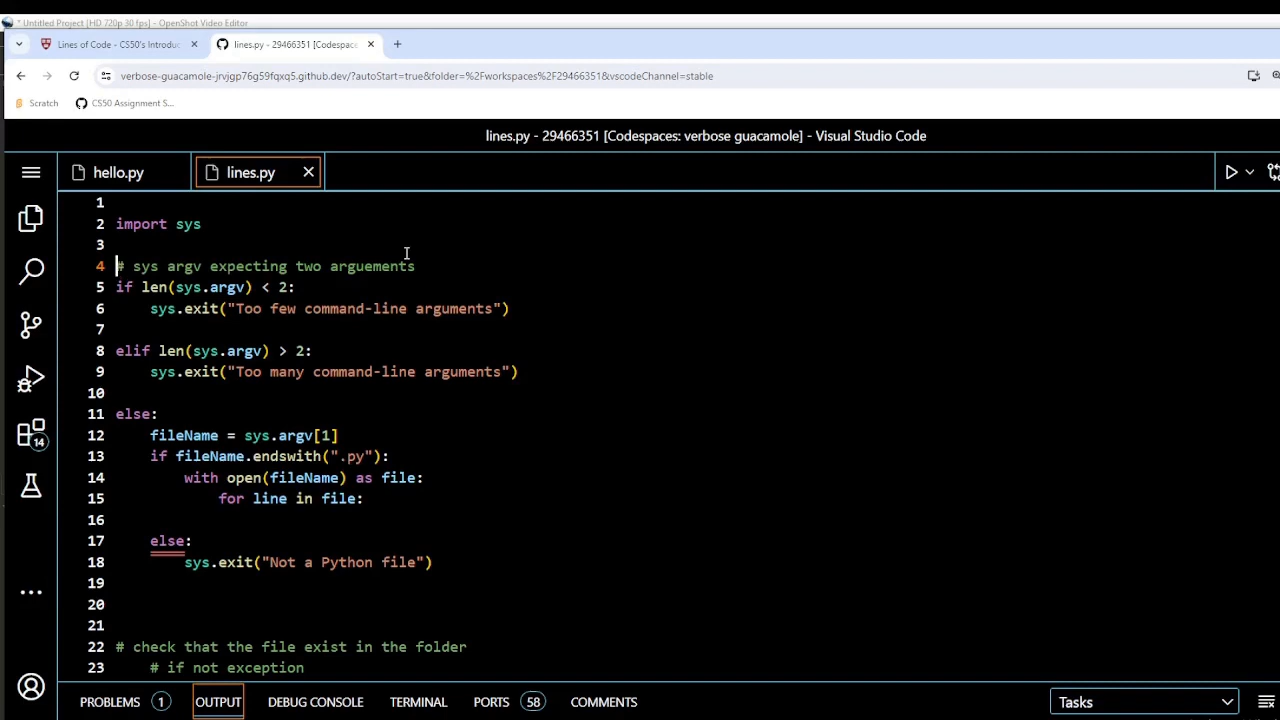 * Untitled Project [HD 720p 30 fps] - OpenShot Video Editor
Lines of Code - CS50's Introduc
lines.py - 29466351 [Codespace
verbose-guacamole-jrvjgp76g59fqxq5.github.dev/?autoStart=true&folder=%2Fworkspaces%2F29466351&vscodeChannel=stable
Scratch
CS50 Assignment S...
lines.py - 29466351 [Codespaces: verbose guacamole] - Visual Studio Code
hello.py
lines.py
1
2 import sys
3
4 # sys argv expecting two arguements
5 if len(sys.argv) < 2:
6 sys.exit("Too few command-line arguments")
7
8 elif len(sys.argv) > 2:
9 sys.exit("Too many command-line arguments")
10
11 else:
12 fileName = sys.argv[1]
13 if fileName.endswith(".py"):
14 with open(fileName) as file:
15 for line in file:
16
17 else:
18 sys.exit("Not a Python file")
19
20
21
22 # check that the file exist in the folder
23 # if not exception
14
PROBLEMS 1 OUTPUT DEBUG CONSOLE TERMINAL PORTS 58 COMMENTS Tasks